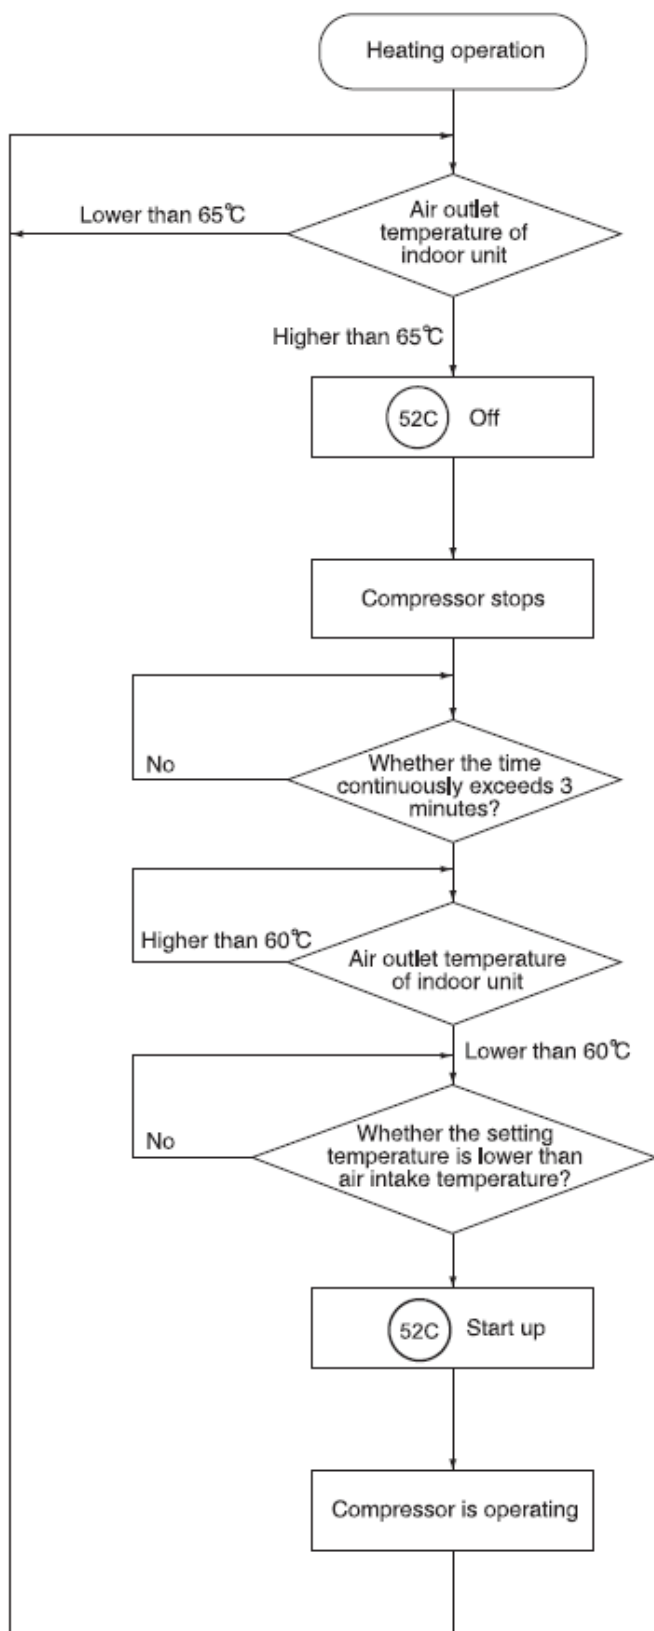 Heating operation
Lower than 65℃
Air outlet
temperature of
indoor unit
Higher than 65℃
52C Off
Compressor stops
No
Whether the time
continuously exceeds 3
minutes?
Higher than 60℃
Air outlet temperature
of indoor unit
Lower than 60℃
No
Whether the setting
temperature is lower than
air intake temperature?
52C Start up
Compressor is operating